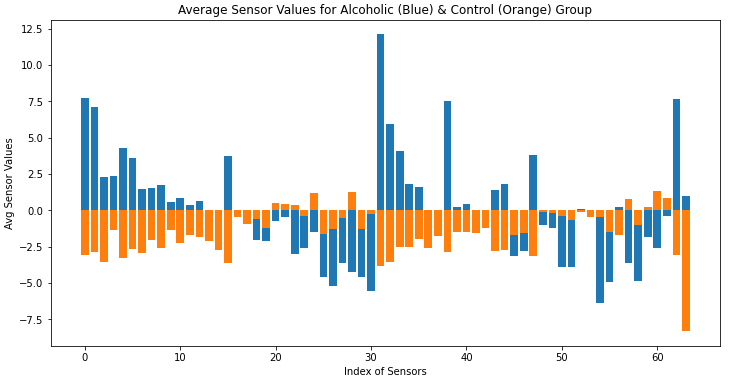 Average Sensor Values for Alcoholic (Blue) & Control (Orange) Group
12.5
10.0
7.5
5.0
2.5
0.0
−2.5
−5.0
−7.5
Avg Sensor Values
0 10 20 30 40 50 60
Index of Sensors